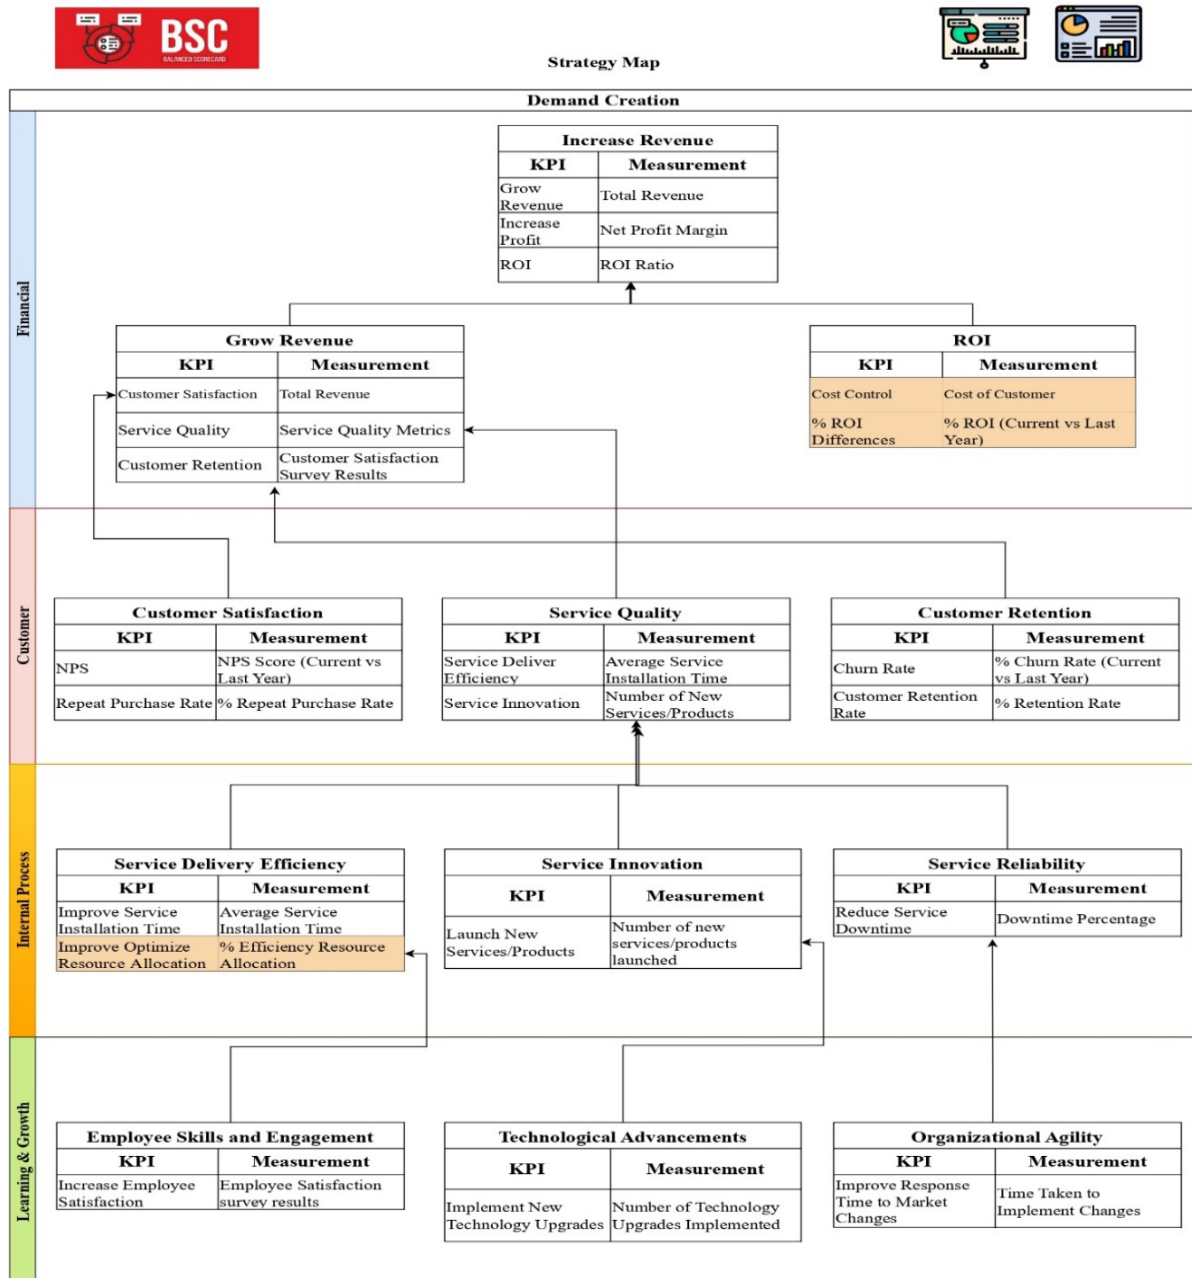 BSC
BALANCED SCORECARD
Strategy Map
Demand Creation
Financial
Increase Revenue
KPI Measurement
Grow
Revenue
Total Revenue
Increase
Profit
Net Profit Margin
ROI ROI Ratio
Grow Revenue
KPI Measurement
Customer Satisfaction Total Revenue
Service Quality Service Quality Metrics
Customer Retention
Customer Satisfaction
Survey Results
ROI
KPI Measurement
Cost Control Cost of Customer
% ROI
Differences
% ROI (Current vs Last
Year)
Customer
Customer Satisfaction
KPI Measurement
NPS
NPS Score (Current vs
Last Year)
Repeat Purchase Rate % Repeat Purchase Rate
Service Quality
KPI Measurement
Service Deliver
Efficiency
Average Service
Installation Time
Service Innovation
Number of New
Services/Products
Customer Retention
KPI Measurement
Churn Rate
% Churn Rate (Current
vs Last Year)
Customer Retention
Rate
% Retention Rate
Internal Process
Service Delivery Efficiency
KPI Measurement
Improve Service
Installation Time
Average Service
Installation Time
Improve Optimize
Resource Allocation
% Efficiency Resource
Allocation
Service Innovation
KPI Measurement
Launch New
Services/Products
Number of new
services/products
launched
Service Reliability
KPI Measurement
Reduce Service
Downtime
Downtime Percentage
Learning & Growth
Employee Skills and Engagement
KPI Measurement
Increase Employee
Satisfaction
Employee Satisfaction
survey results
Technological Advancements
KPI Measurement
Implement New
Technology Upgrades
Number of Technology
Upgrades Implemented
Organizational Agility
KPI Measurement
Improve Response
Time to Market
Changes
Time Taken to
Implement Changes